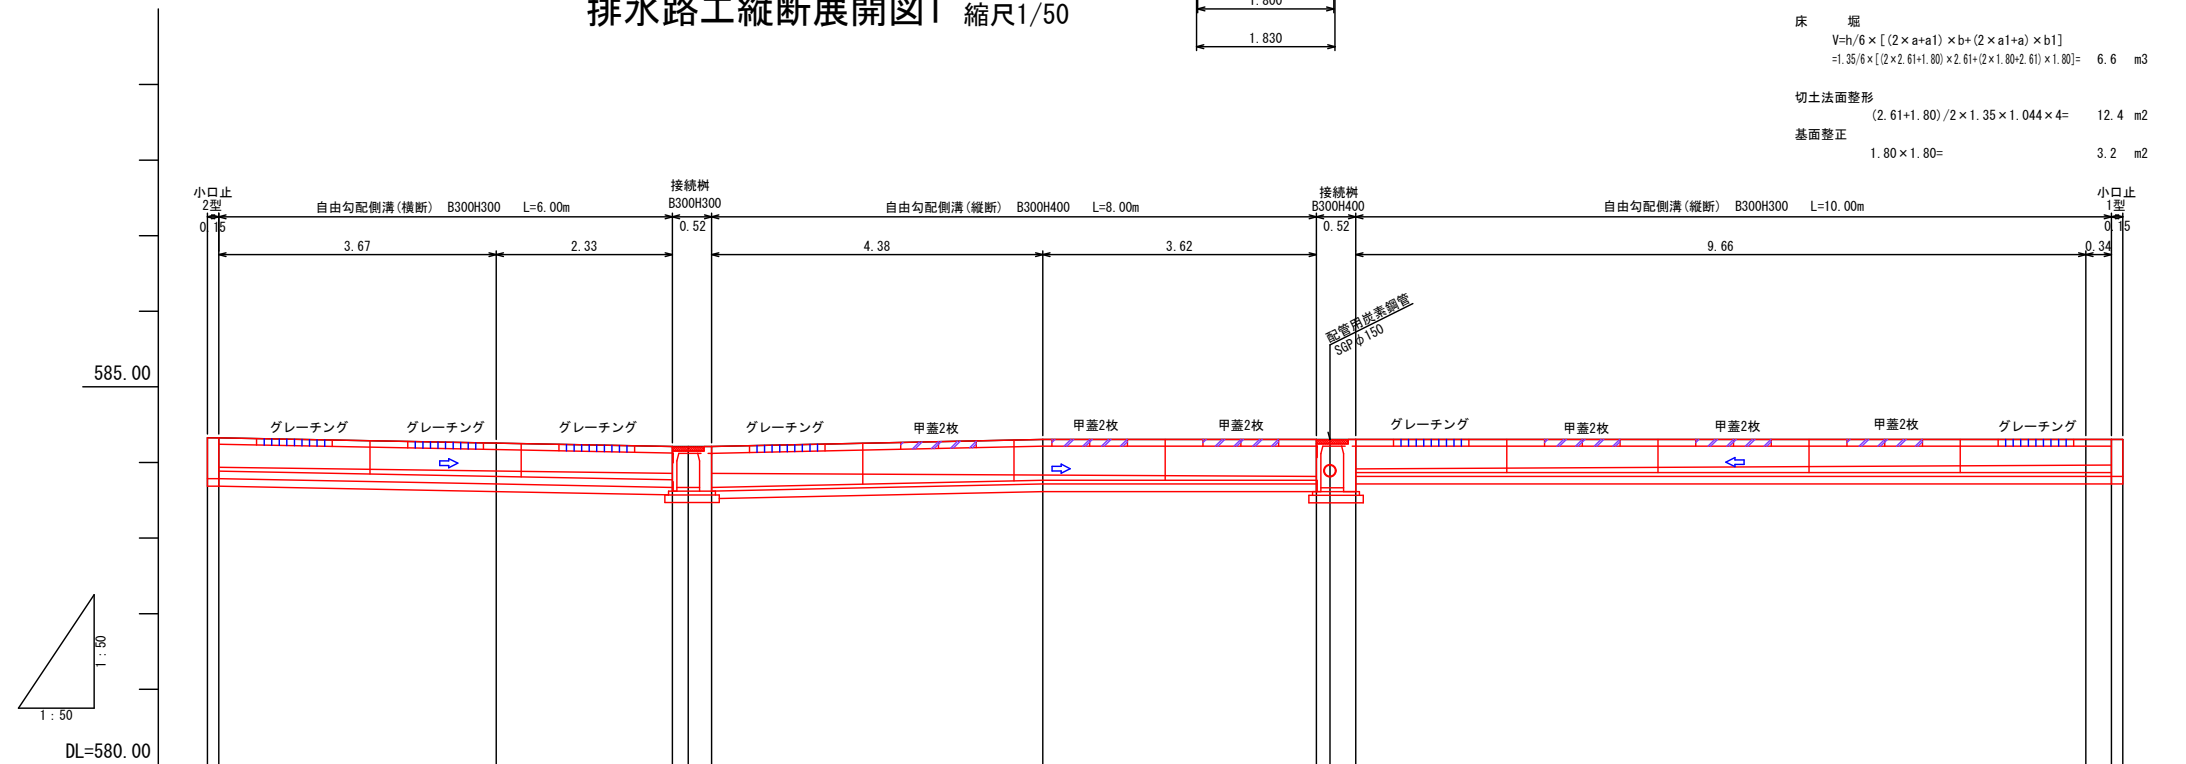 排水路工縦断展開図1 縮尺1/50
1.800
1.830
床 堀
V=h/6×[(2×a+a1)×b+(2×a1+a)×b1]
=1.35/6×[(2×2.61+1.80)×2.61+(2×1.80+2.61)×1.80]= 6.6 m3
切土法面整形
(2.61+1.80)/2×1.35×1.044×4= 12.4 m2
基面整正
1.80×1.80= 3.2 m2
小口止
2型
0.15
自由勾配側溝(横断) B300H300 L=6.00m
接続桝
B300H300
0.52
自由勾配側溝(縦断) B300H400 L=8.00m
接続桝
B300H400
0.52
自由勾配側溝(縦断) B300H300 L=10.00m
小口止
1型
0.15
3.67 2.33 4.38 3.62 9.66 0.34
配管用炭素鋼管
SGPφ150
585.00
グレーチング グレーチング グレーチング グレーチング 甲蓋2枚 甲蓋2枚 甲蓋2枚 グレーチング 甲蓋2枚 甲蓋2枚 甲蓋2枚 グレーチング
1:50
1:50
DL=580.00